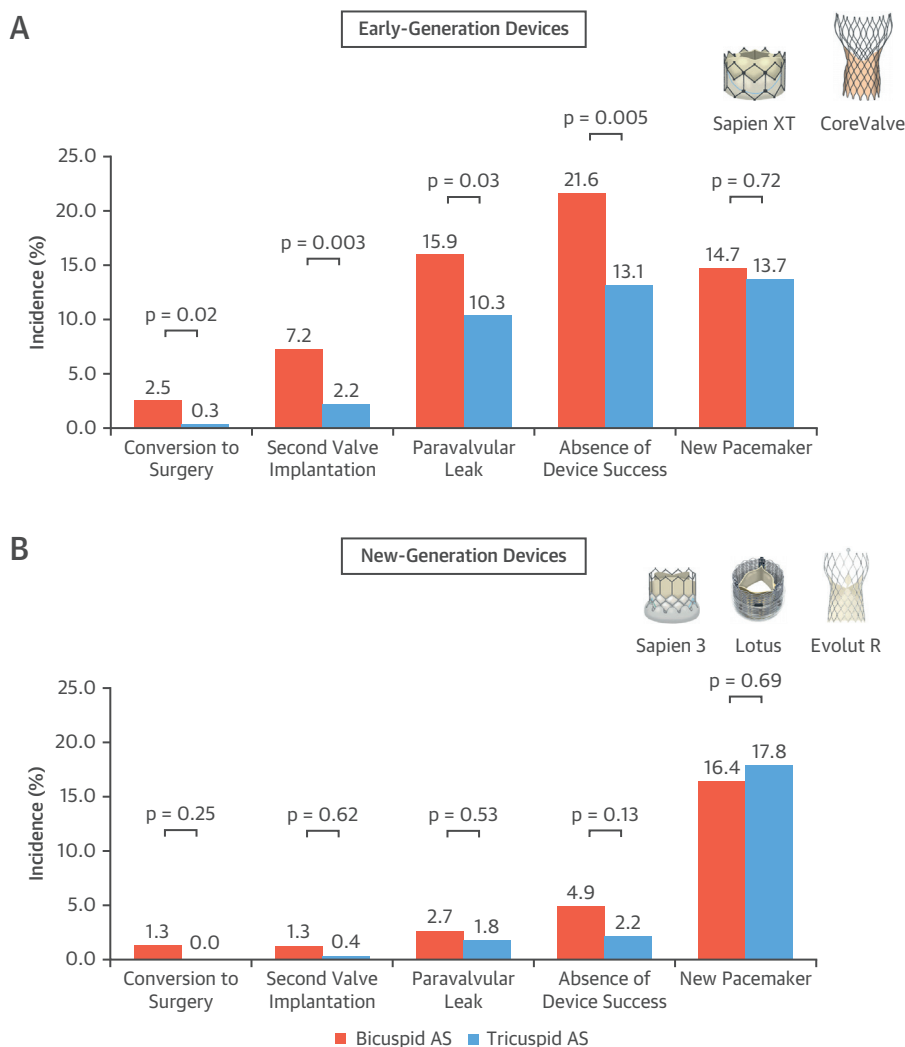 A
Early-Generation Devices
Sapien XT
CoreValve
Incidence (%)
25.0
20.0
15.0
10.0
5.0
0.0
p = 0.02
2.5
0.3
p = 0.003
7.2
2.2
p = 0.03
15.9
10.3
p = 0.005
21.6
13.1
p = 0.72
14.7
13.7
Conversion to
Surgery
Second Valve
Implantation
Paravalvular
Leak
Absence of
Device Success
New Pacemaker
B
New-Generation Devices
Sapien 3
Lotus
Evolut R
Incidence (%)
25.0
20.0
15.0
10.0
5.0
0.0
p = 0.25
1.3
0.0
p = 0.62
1.3
0.4
p = 0.53
2.7
1.8
p = 0.13
4.9
2.2
p = 0.69
16.4
17.8
Conversion to
Surgery
Second Valve
Implantation
Paravalvular
Leak
Absence of
Device Success
New Pacemaker
Bicuspid AS
Tricuspid AS